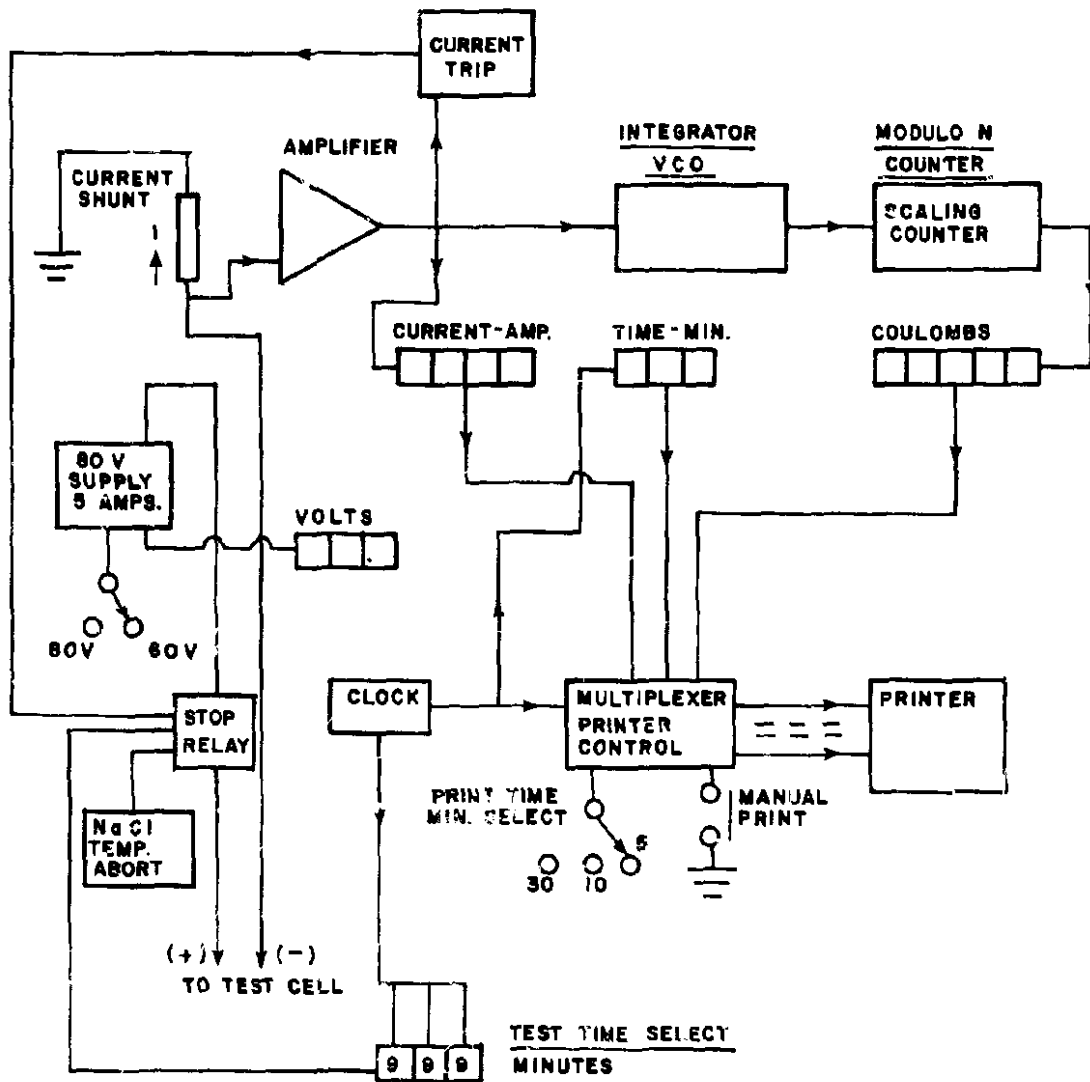 CURRENT
TRIP
AMPLIFIER
INTEGRATOR
VCO
MODULO N
COUNTER
CURRENT
SHUNT
I
SCALING
COUNTER
CURRENT-AMP.
TIME-MIN.
COULOMBS
80 V
SUPPLY
5 AMPS.
VOLTS
80V
60V
CLOCK
MULTIPLEXER
PRINTER
CONTROL
PRINTER
STOP
RELAY
PRINT TIME
MIN. SELECT
MANUAL
PRINT
NaCl
TEMP.
ABORT
30
10
5
(+)
(-)
TO TEST CELL
TEST TIME SELECT
MINUTES
9 9 9